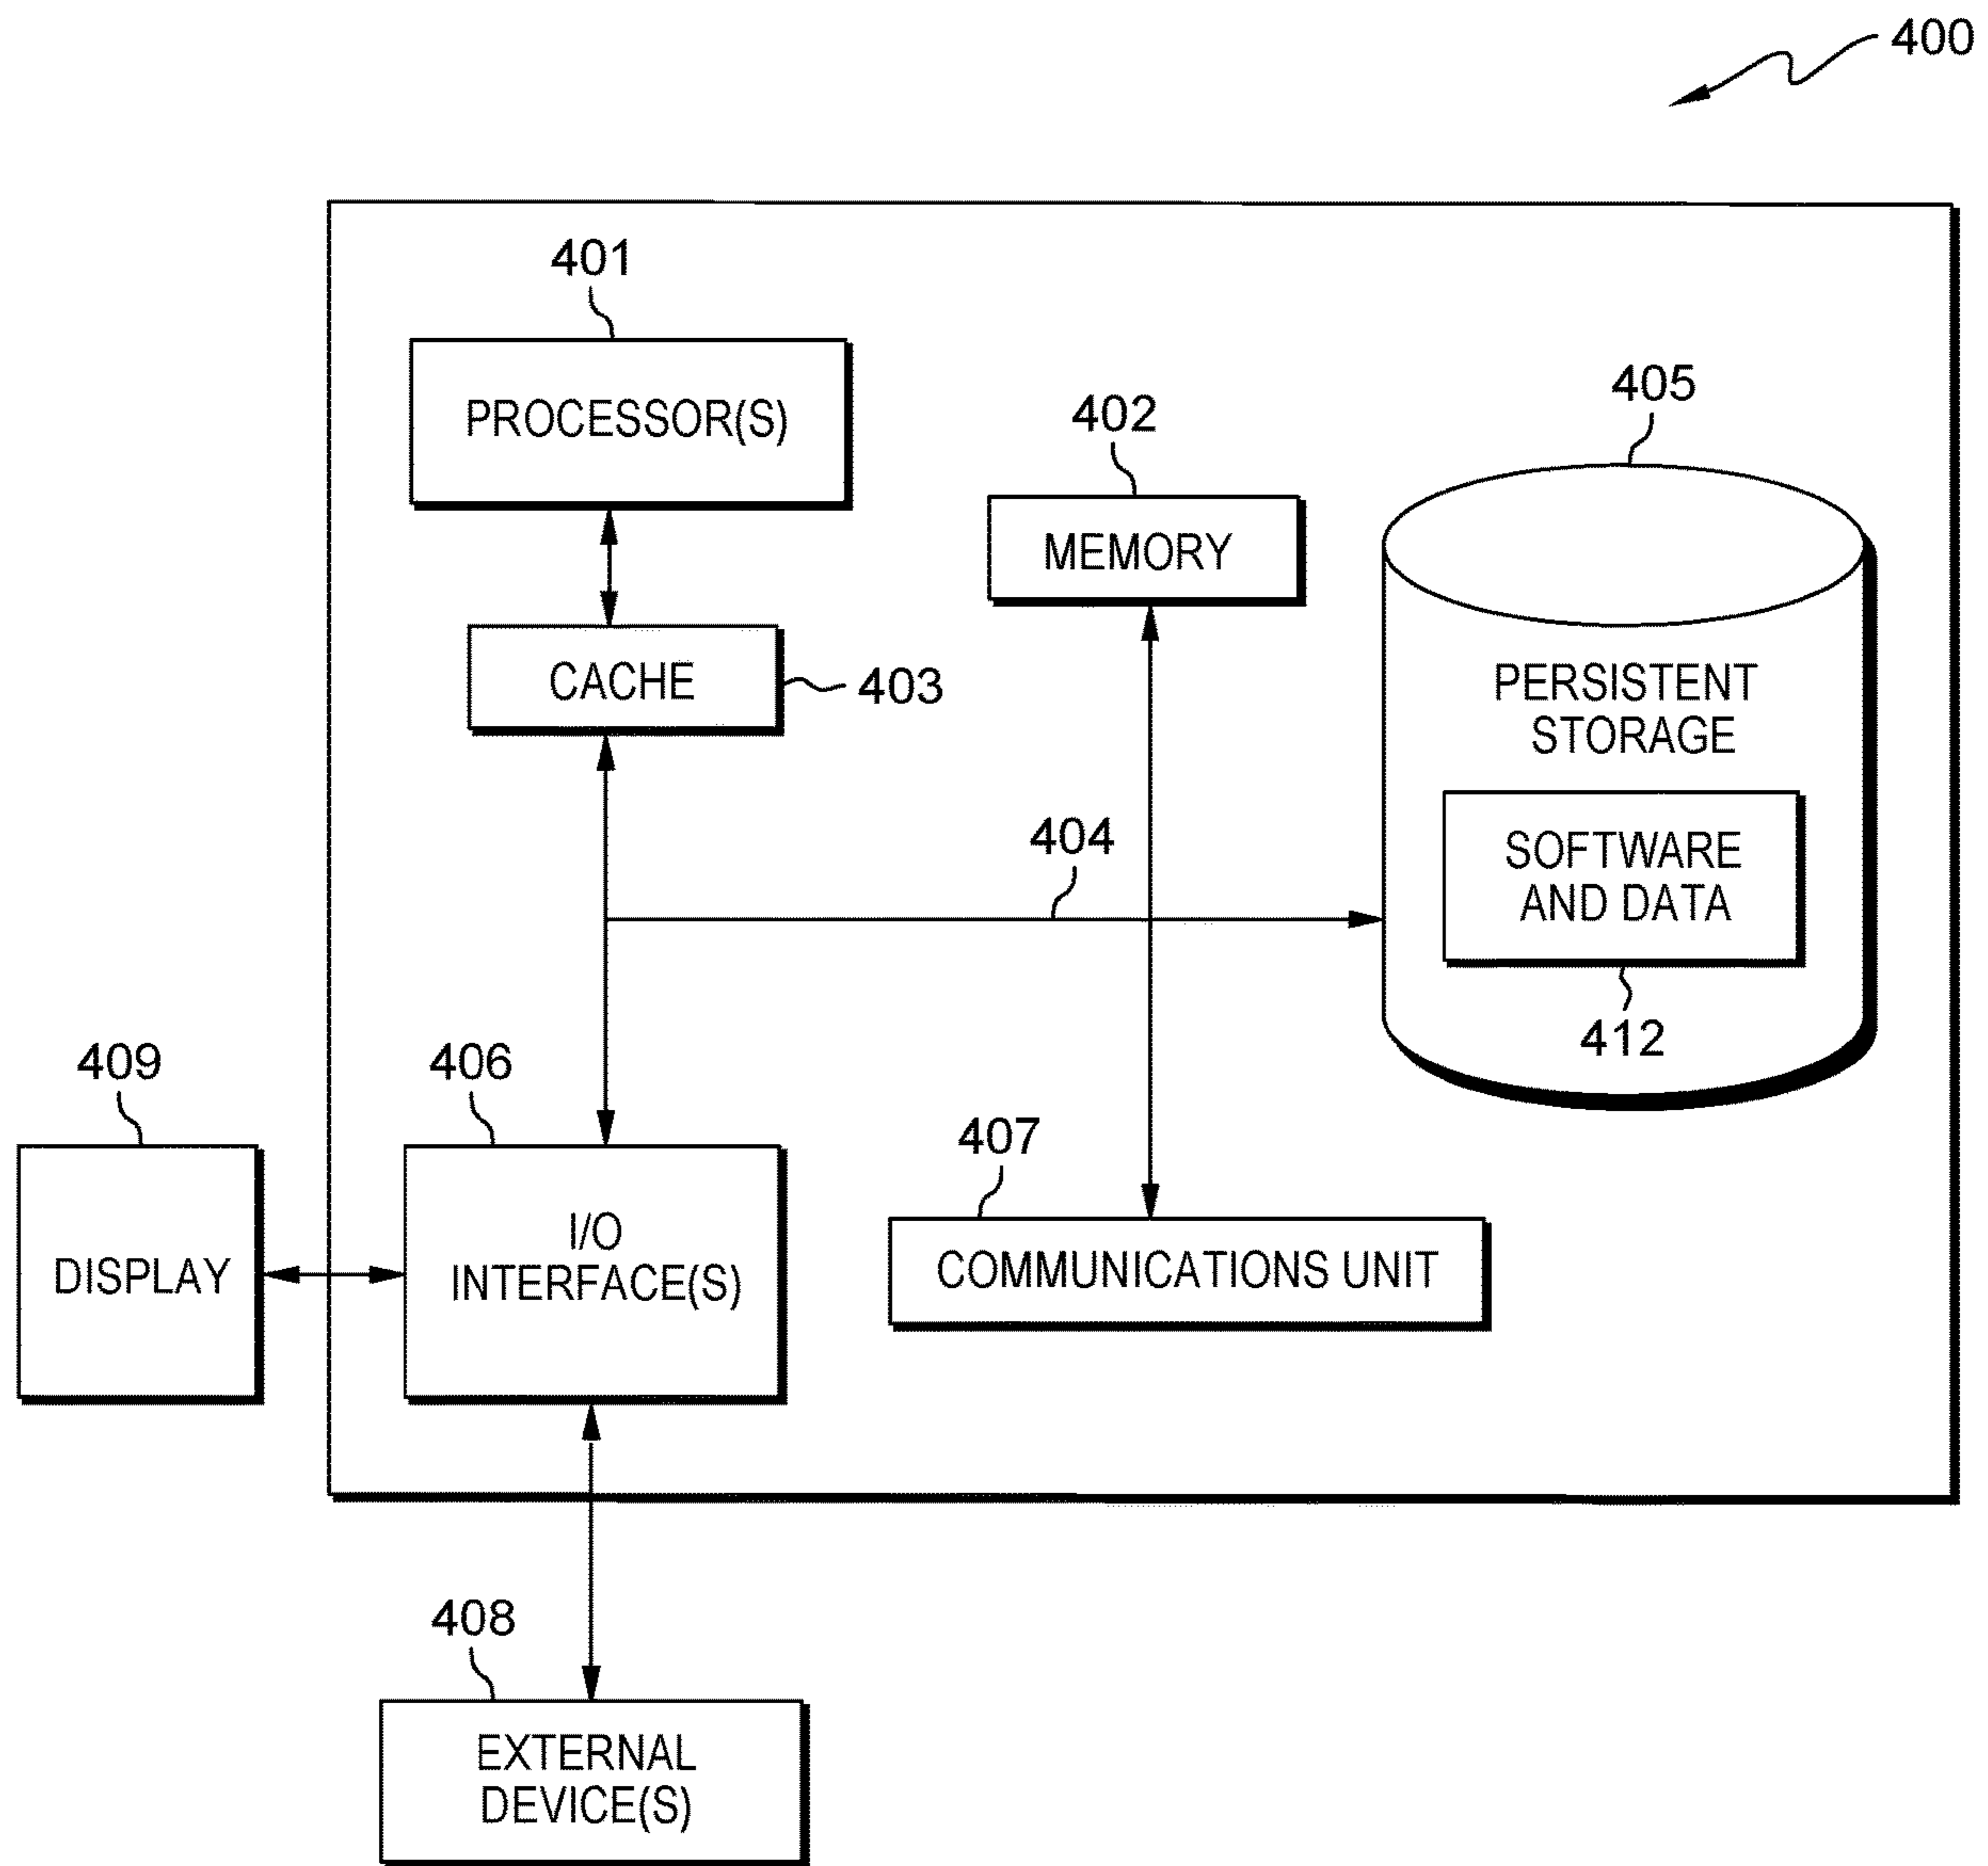 400
401
PROCESSOR(S)
405
402
MEMORY
CACHE
403
PERSISTENT
STORAGE
404
SOFTWARE
AND DATA
412
409
406
407
I/O
INTERFACE(S)
DISPLAY
COMMUNICATIONS UNIT
408
EXTERNAL
DEVICE(S)